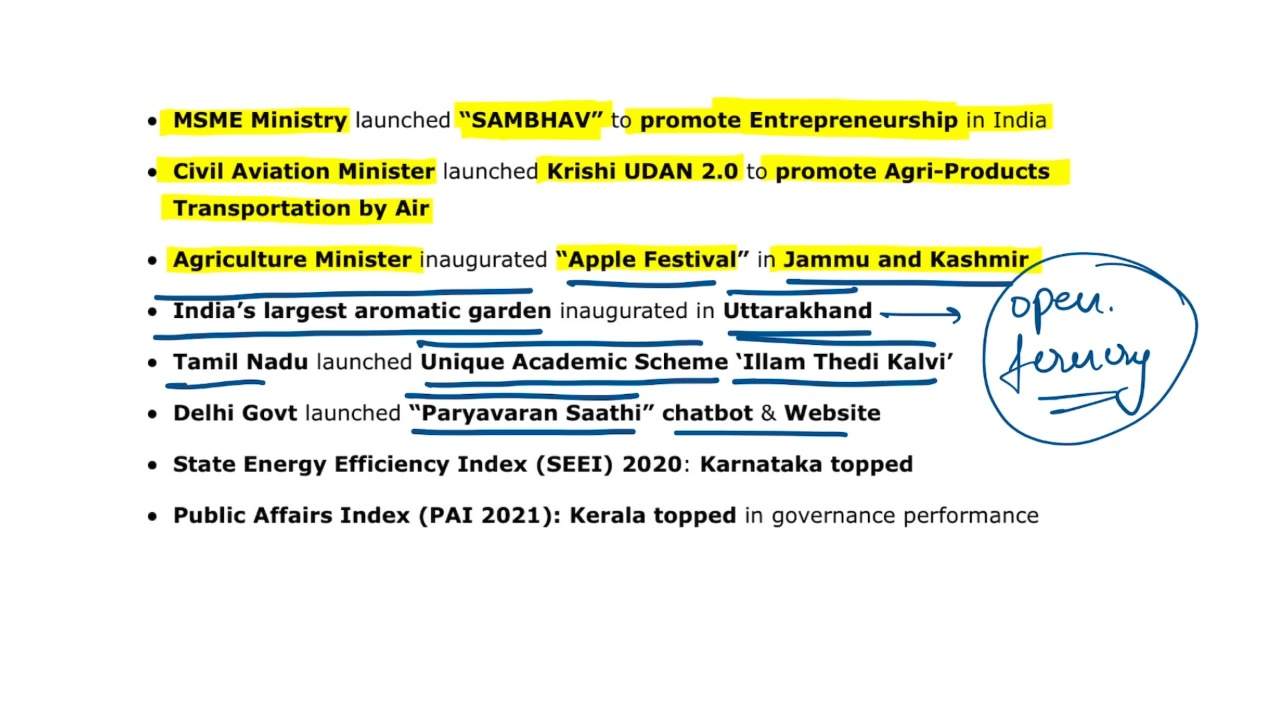 • MSME Ministry launched “SAMBHAV” to promote Entrepreneurship in India
• Civil Aviation Minister launched Krishi UDAN 2.0 to promote Agri-Products
Transportation by Air
• Agriculture Minister inaugurated “Apple Festival” in Jammu and Kashmir
• India’s largest aromatic garden inaugurated in Uttarakhand
open.
• Tamil Nadu launched Unique Academic Scheme ‘Illam Thedi Kalvi’
• Delhi Govt launched “Paryavaran Saathi” chatbot & Website
• State Energy Efficiency Index (SEEI) 2020: Karnataka topped
• Public Affairs Index (PAI 2021): Kerala topped in governance performance